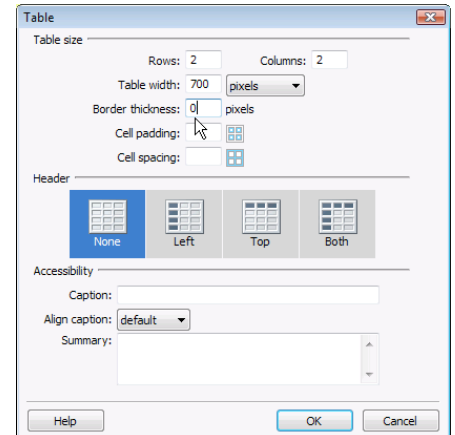 Table
Table size
Rows: 2 Columns: 2
Table width: 700 pixels
Border thickness: 0 pixels
Cell padding:
Cell spacing:
Header
None Left Top Both
Accessibility
Caption:
Align caption: default
Summary:
Help OK Cancel